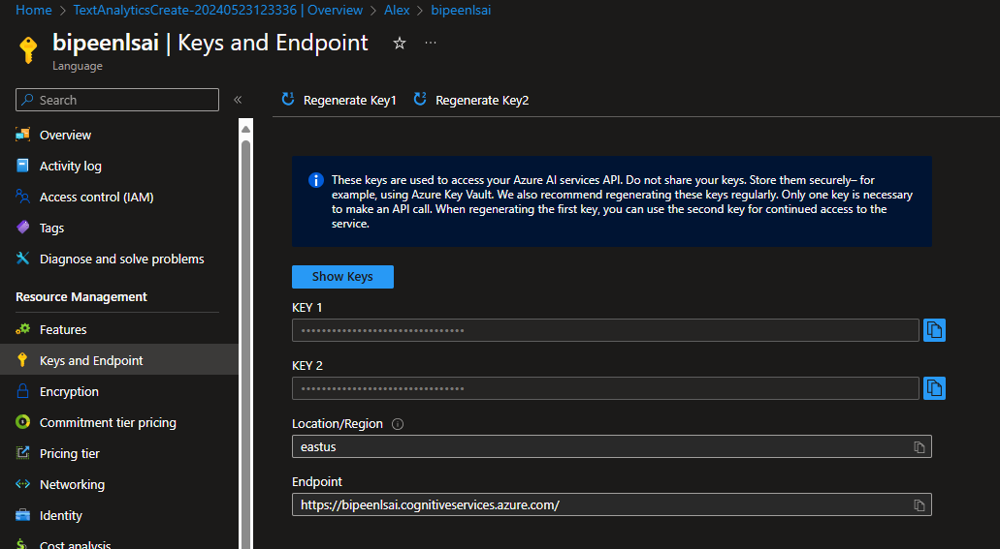 Home > TextAnalyticsCreate-20240523123336 | Overview > Alex > bipeenlsai
bipeenlsai | Keys and Endpoint
Language
Search
Overview
Activity log
Access control (IAM)
Tags
Diagnose and solve problems
Resource Management
Features
Keys and Endpoint
Encryption
Commitment tier pricing
Pricing tier
Networking
Identity
Cost analysis
Regenerate Key1
Regenerate Key2
These keys are used to access your Azure AI services API. Do not share your keys. Store them securely– for
example, using Azure Key Vault. We also recommend regenerating these keys regularly. Only one key is necessary
to make an API call. When regenerating the first key, you can use the second key for continued access to the
service.
Show Keys
KEY 1
KEY 2
Location/Region
eastus
Endpoint
https://bipeenlsai.cognitiveservices.azure.com/